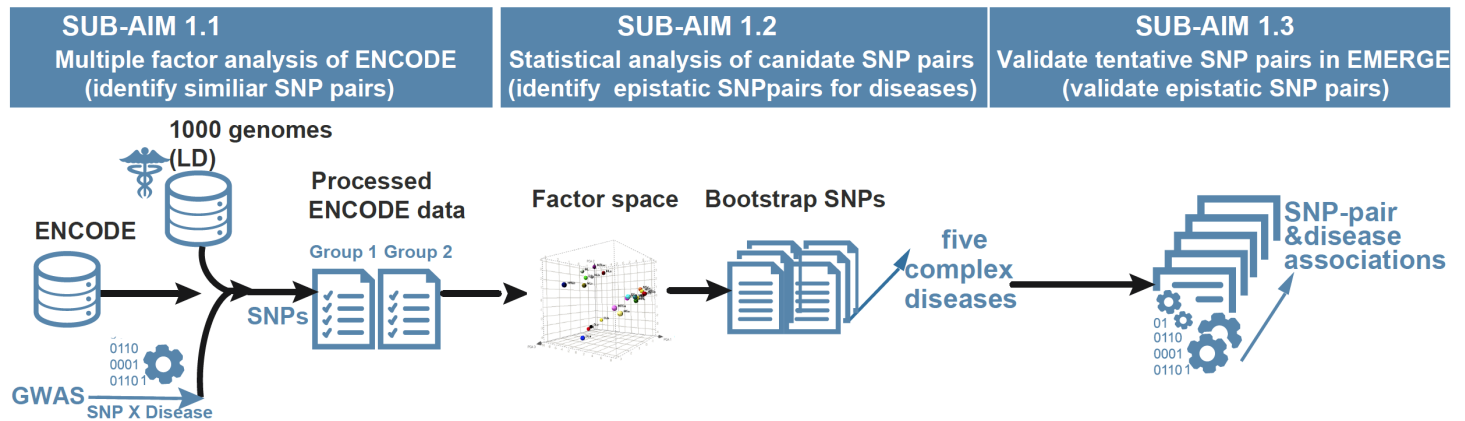 SUB-AIM 1.1
Multiple factor analysis of ENCODE
(identify similiar SNP pairs)
SUB-AIM 1.2
Statistical analysis of canidate SNP pairs
(identify epistatic SNPpairs for diseases)
SUB-AIM 1.3
Validate tentative SNP pairs in EMERGE
(validate epistatic SNP pairs)
1000 genomes
(LD)
ENCODE
Processed
ENCODE data
Group 1 Group 2
SNPs
0110
0001
0110 1
GWAS
SNP X Disease
Factor space
Bootstrap SNPs
five
complex
diseases
01
0110
0001
0110 1
SNP-pair
&disease
associations